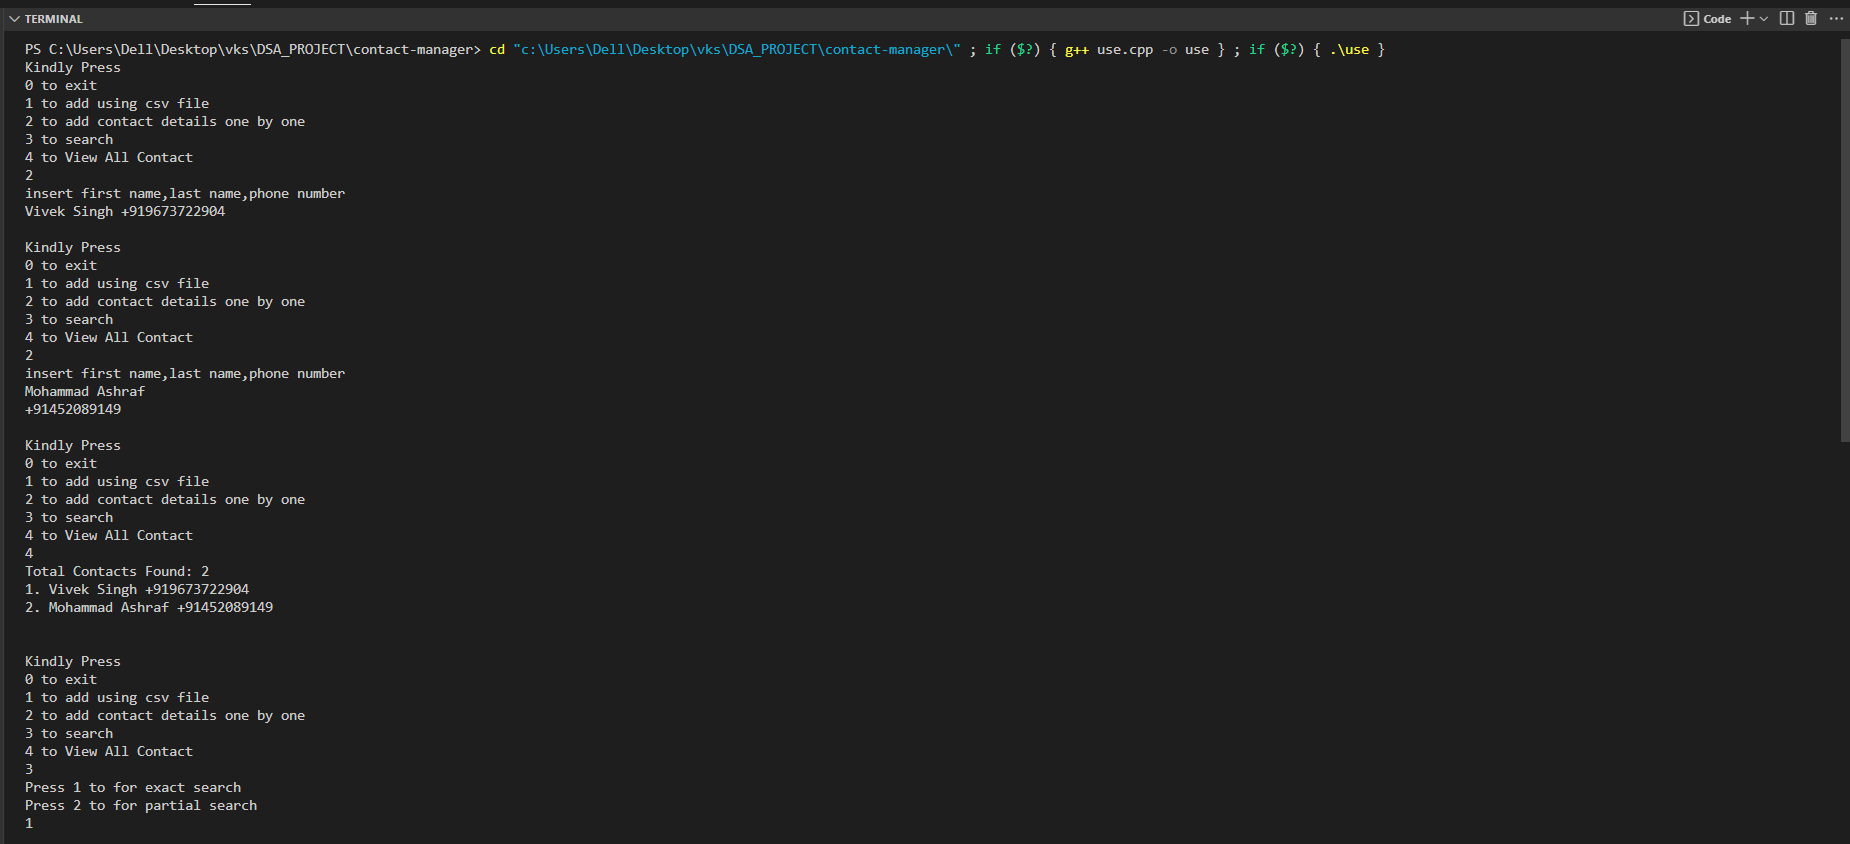 TERMINAL
Code
PS C:\Users\Dell\Desktop\vks\DSA_PROJECT\contact-manager> cd "c:\Users\Dell\Desktop\vks\DSA_PROJECT\contact-manager\" ; if ($?) { g++ use.cpp -o use } ; if ($?) { .\use }
Kindly Press
0 to exit
1 to add using csv file
2 to add contact details one by one
3 to search
4 to View All Contact
2
insert first name,last name,phone number
Vivek Singh +919673722904
Kindly Press
0 to exit
1 to add using csv file
2 to add contact details one by one
3 to search
4 to View All Contact
2
insert first name,last name,phone number
Mohammad Ashraf
+91452089149
Kindly Press
0 to exit
1 to add using csv file
2 to add contact details one by one
3 to search
4 to View All Contact
4
Total Contacts Found: 2
1. Vivek Singh +919673722904
2. Mohammad Ashraf +91452089149
Kindly Press
0 to exit
1 to add using csv file
2 to add contact details one by one
3 to search
4 to View All Contact
3
Press 1 to for exact search
Press 2 to for partial search
1